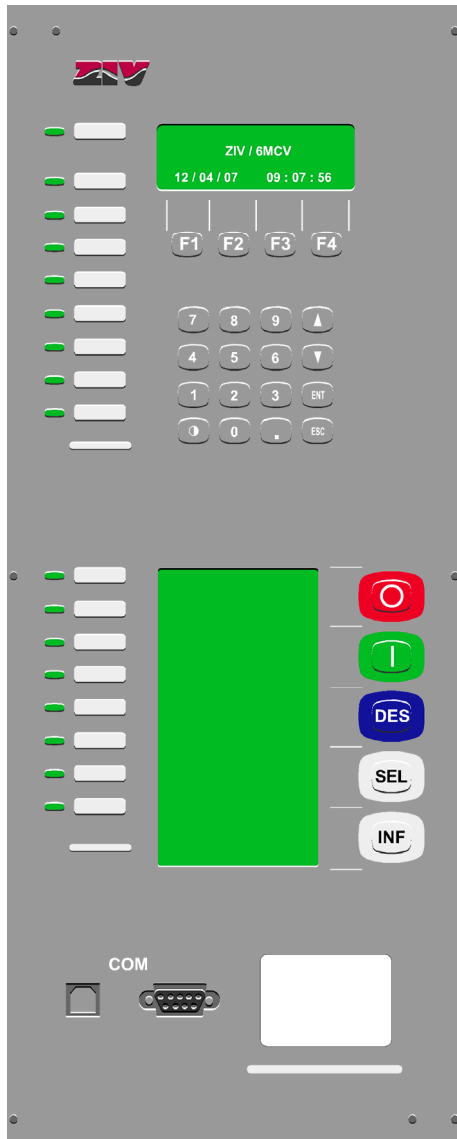 ZIV
ZIV / 6MCV
12 / 04 / 07 09 : 07 : 56
F1 F2 F3 F4
7 8 9
4 5 6
1 2 3 ENT
0 . ESC
O
I
DES
SEL
INF
COM